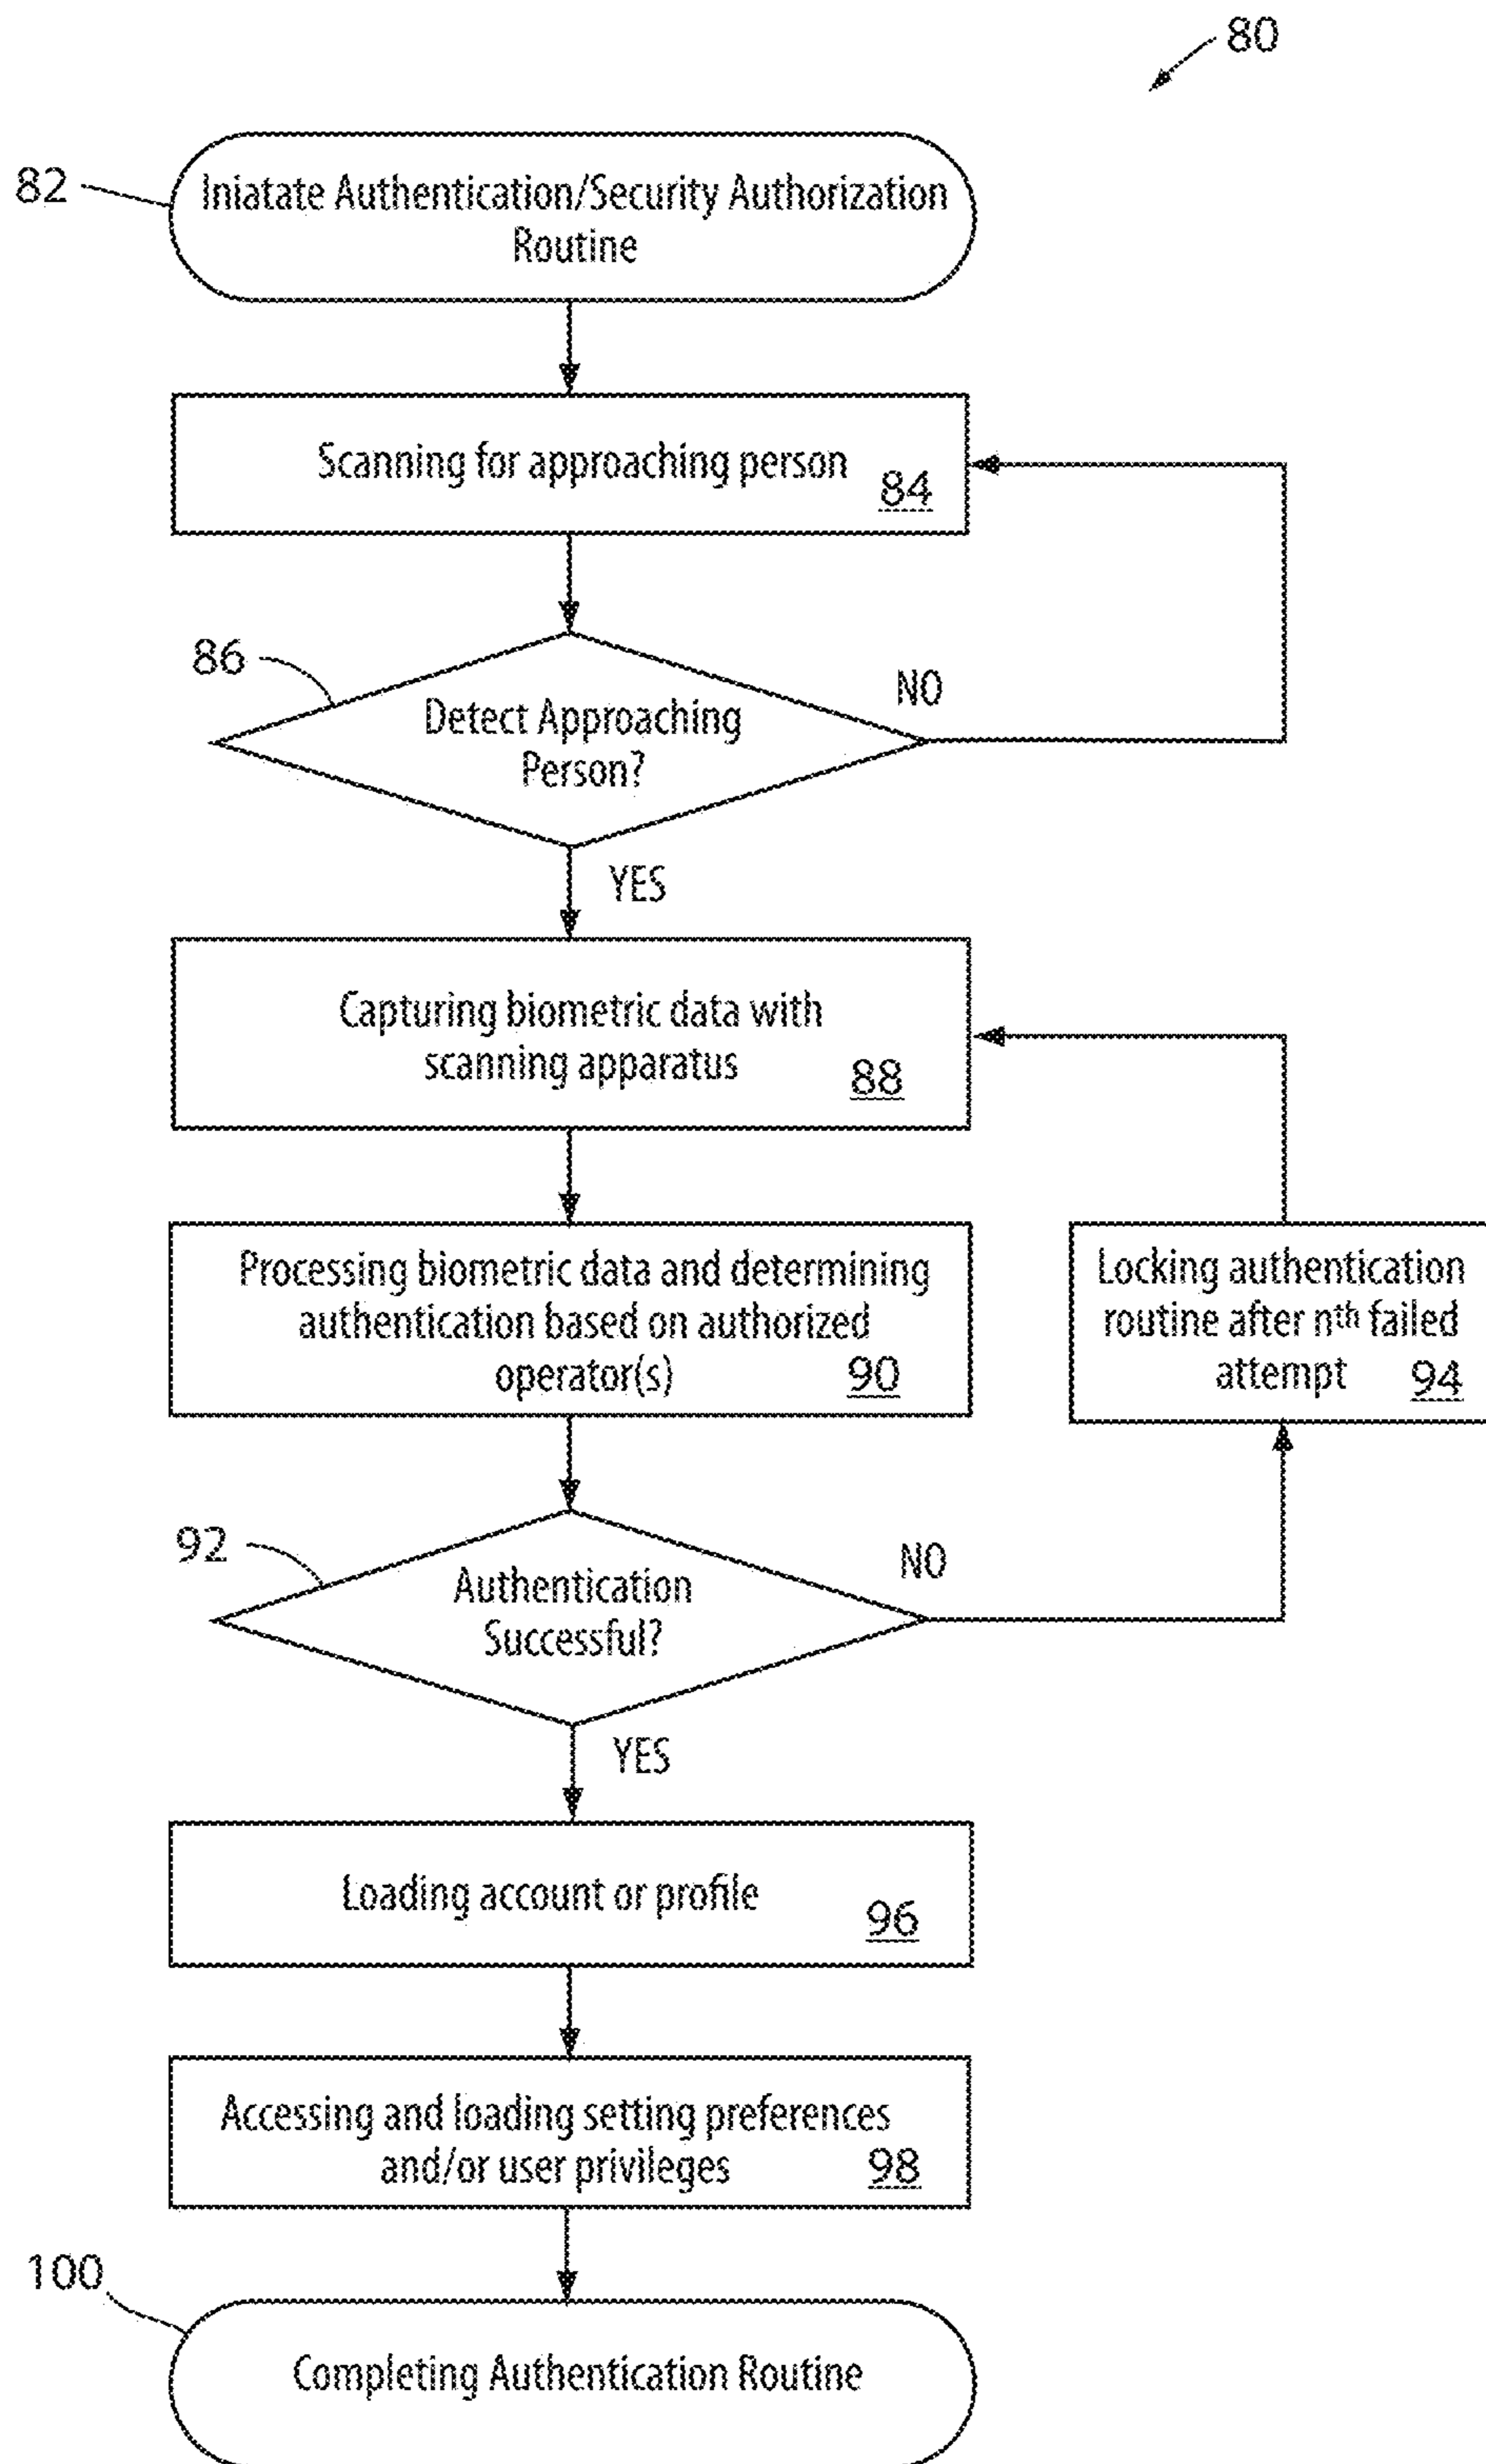 80
82
Iniatate Authentication/Security Authorization
Routine
Scanning for approaching person
84
86
Detect Approaching
Person?
NO
YES
Capturing biometric data with
scanning apparatus
88
Processing biometric data and determining
authentication based on authorized
operator(s)
90
Locking authentication
routine after nth failed
attempt
94
92
Authentication
Successful?
NO
YES
Loading account or profile
96
Accessing and loading setting preferences
and/or user privileges
98
100
Completing Authentication Routine